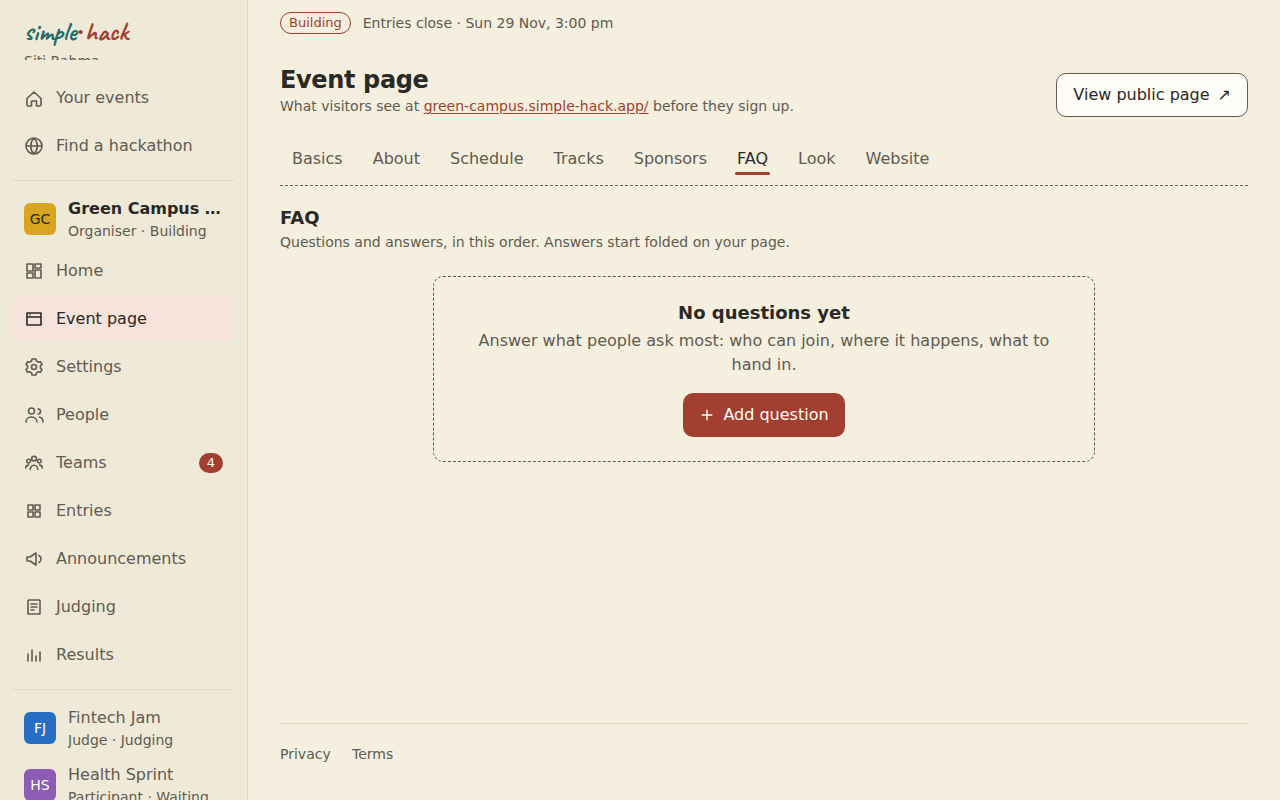 simple·hack
Siti Rahma
Your events
Find a hackathon
GC
Green Campus ...
Organiser · Building
Home
Event page
Settings
People
Teams
4
Entries
Announcements
Judging
Results
FJ
Fintech Jam
Judge · Judging
HS
Health Sprint
Participant · Waiting
Building
Entries close · Sun 29 Nov, 3:00 pm
Event page
What visitors see at green-campus.simple-hack.app/ before they sign up.
View public page ↗
Basics About Schedule Tracks Sponsors FAQ Look Website
FAQ
Questions and answers, in this order. Answers start folded on your page.
No questions yet
Answer what people ask most: who can join, where it happens, what to
hand in.
+ Add question
Privacy Terms